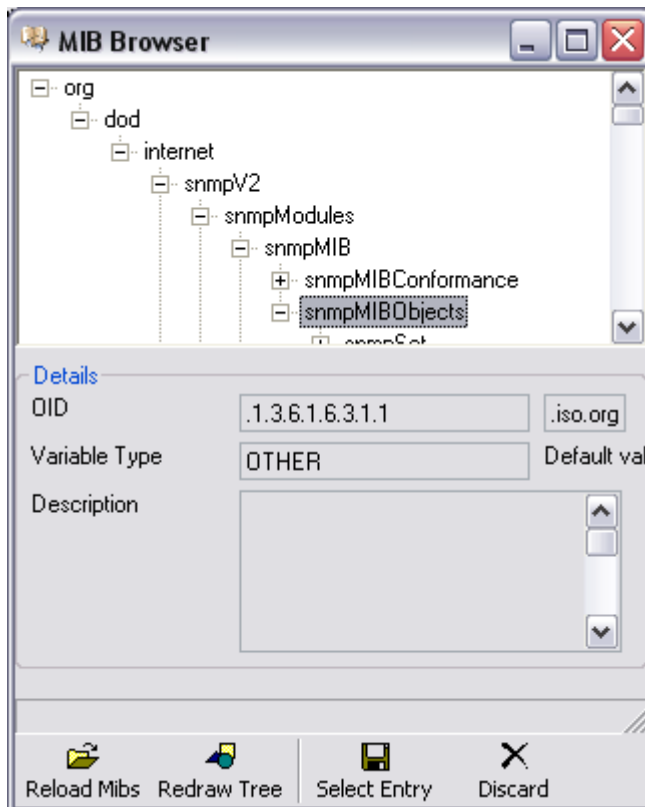 MIB Browser
org
dod
internet
snmpV2
snmpModules
snmpMIB
snmpMIBConformance
snmpMIBObjects
snmpSet
Details
OID .1.3.6.1.6.3.1.1 .iso.org
Variable Type OTHER Default val
Description
Reload Mibs Redraw Tree Select Entry Discard